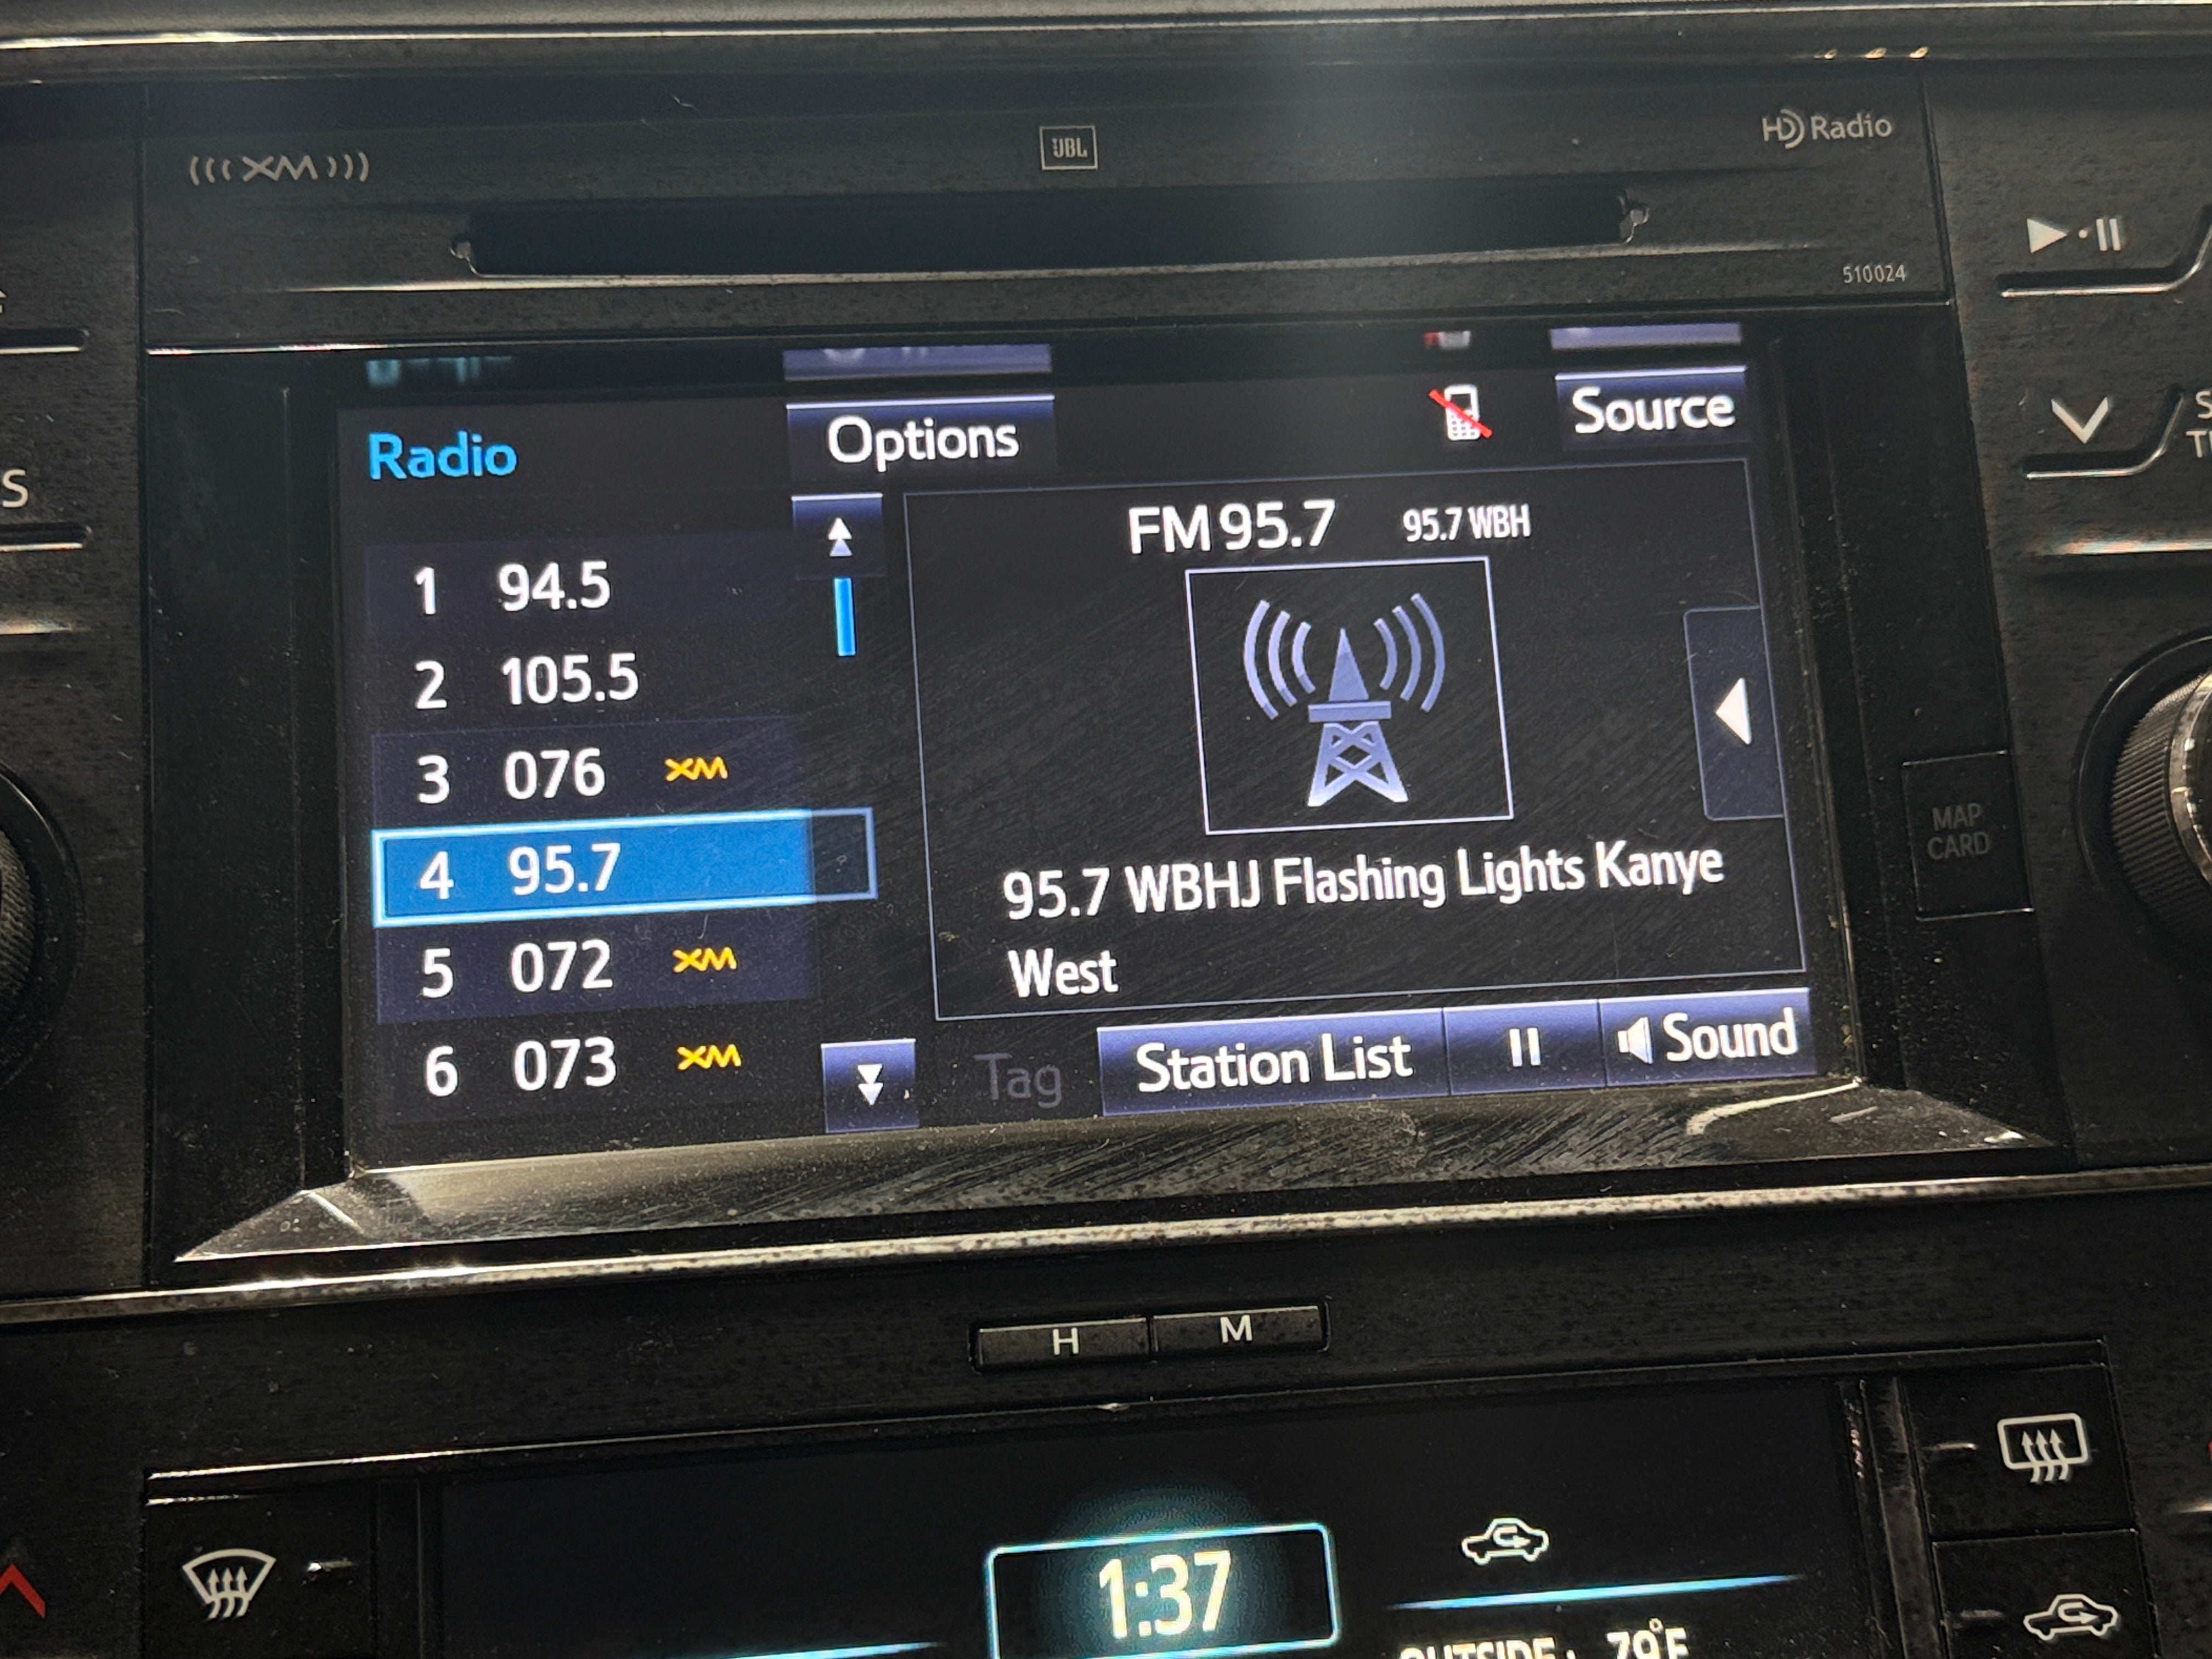 XM
JBL
HD Radio
510024
Radio
Options
Source
FM 95.7 95.7 WBH
1 94.5
2 105.5
3 076 XM
4 95.7
5 072 XM
6 073 XM
95.7 WBHJ Flashing Lights Kanye
West
Tag
Station List
Sound
MAP
CARD
H M
1:37
OUTSIDE: 79°F